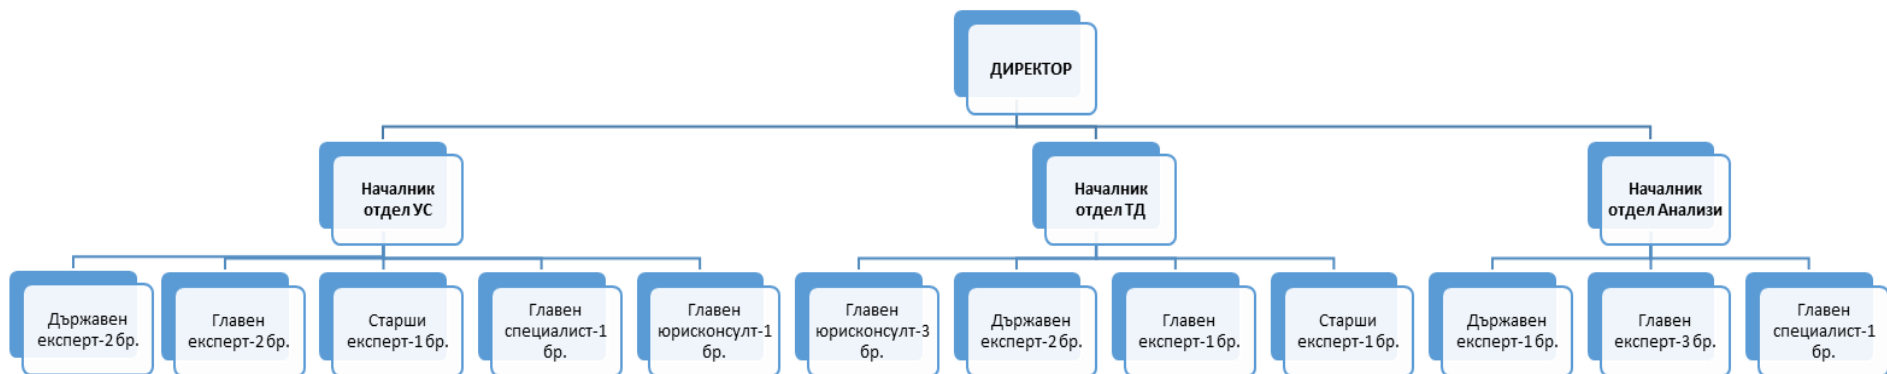 ДИРЕКТОР
Началник
отдел УС
Началник
отдел ТД
Началник
отдел Анализи
Държавен
експерт-2 бр.
Главен
експерт-2 бр.
Старши
експерт-1 бр.
Главен
специалист-1
бр.
Главен
юрисконсулт-1
бр.
Главен
юрисконсулт-3
бр.
Държавен
експерт-2 бр.
Главен
експерт-1 бр.
Старши
експерт-1 бр.
Държавен
експерт-1 бр.
Главен
експерт-3 бр.
Главен
специалист-1
бр.